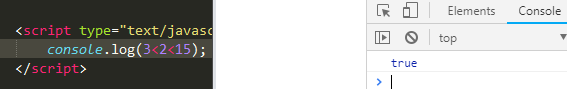 <script type="text/javasc
console.log(3<2<15);
</script>
Elements Console
top
true
>